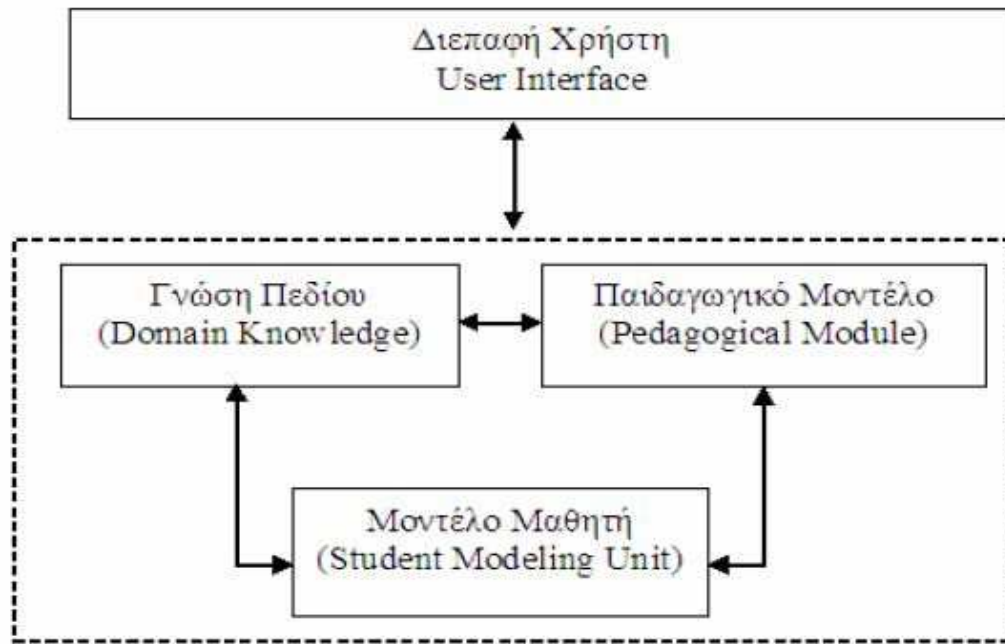 Διεπαφή Χρήστη
User Interface
Γνώση Πεδίου
(Domain Knowledge)
Παιδαγωγικό Μοντέλο
(Pedagogical Module)
Μοντέλο Μαθητή
(Student Modeling Unit)